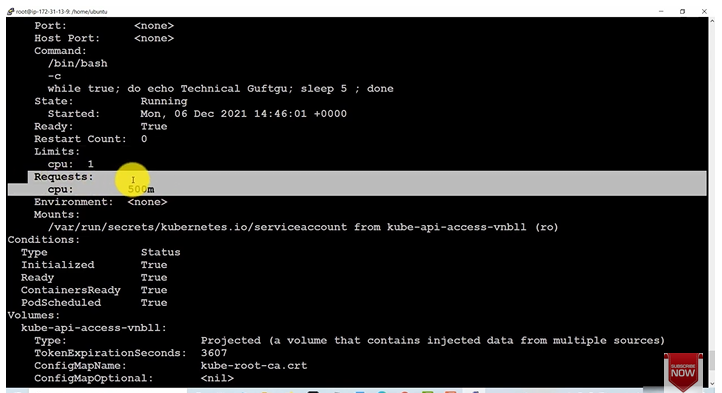 root@ip-172-31-13-9: /home/ubuntu
Port: <none>
Host Port: <none>
Command:
/bin/bash
-c
while true; do echo Technical Guftgu; sleep 5 ; done
State: Running
Started: Mon, 06 Dec 2021 14:46:01 +0000
Ready: True
Restart Count: 0
Limits:
cpu: 1
Requests:
cpu: 500m
Environment: <none>
Mounts:
/var/run/secrets/kubernetes.io/serviceaccount from kube-api-access-vnbll (ro)
Conditions:
Type Status
Initialized True
Ready True
ContainersReady True
PodScheduled True
Volumes:
kube-api-access-vnbll:
Type: Projected (a volume that contains injected data from multiple sources)
TokenExpirationSeconds: 3607
ConfigMapName: kube-root-ca.crt
ConfigMapOptional: <nil>
SUBSCRIBE
NOW